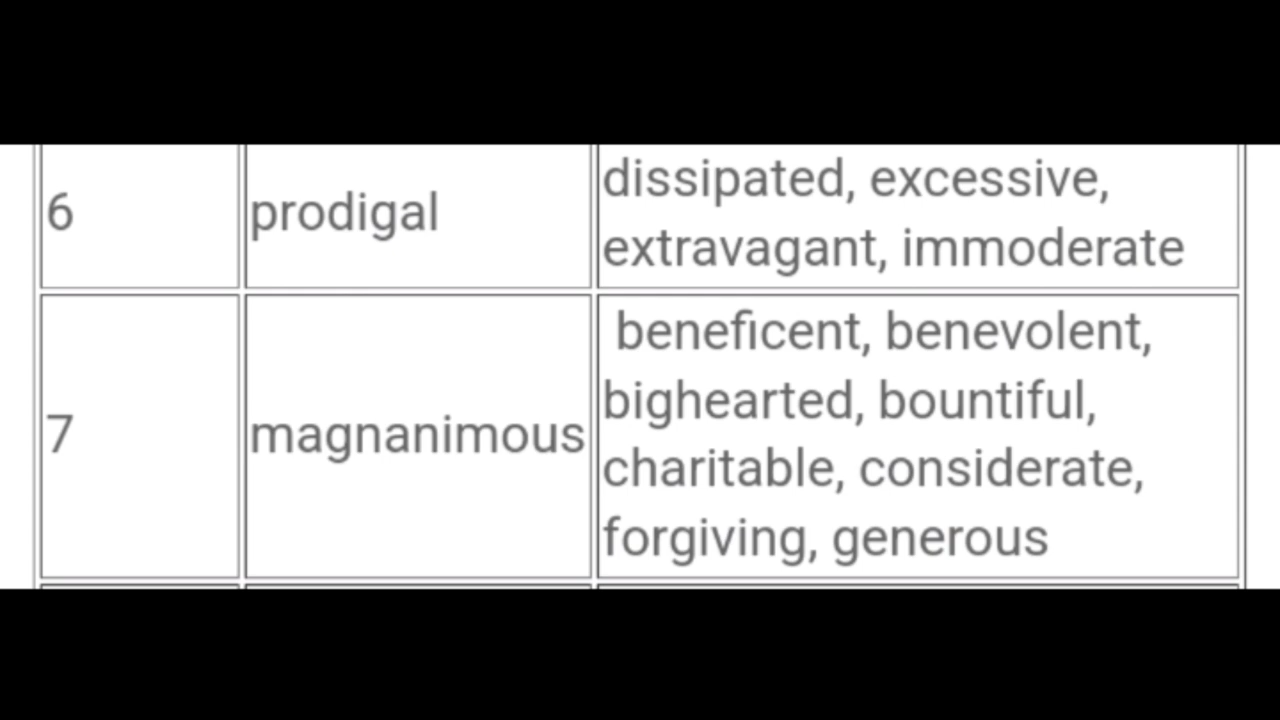 6
prodigal
dissipated, excessive,
extravagant, immoderate
7
magnanimous
beneficent, benevolent,
bighearted, bountiful,
charitable, considerate,
forgiving, generous